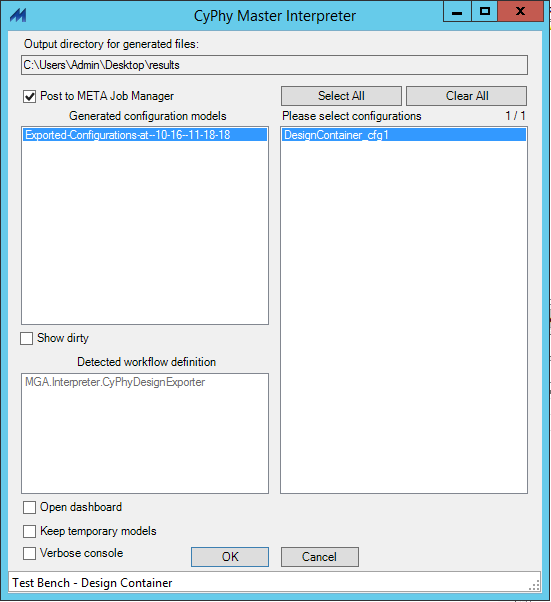 CyPhy Master Interpreter
Output directory for generated files:
C:\Users\Admin\Desktop\results
Post to META Job Manager
Select All
Clear All
Generated configuration models
Please select configurations
1 / 1
Exported-Configurations-at--10-16--11-18-18
DesignContainer_cfg1
Show dirty
Detected workflow definition
MGA.Interpreter.CyPhyDesignExporter
Open dashboard
Keep temporary models
Verbose console
OK
Cancel
Test Bench - Design Container